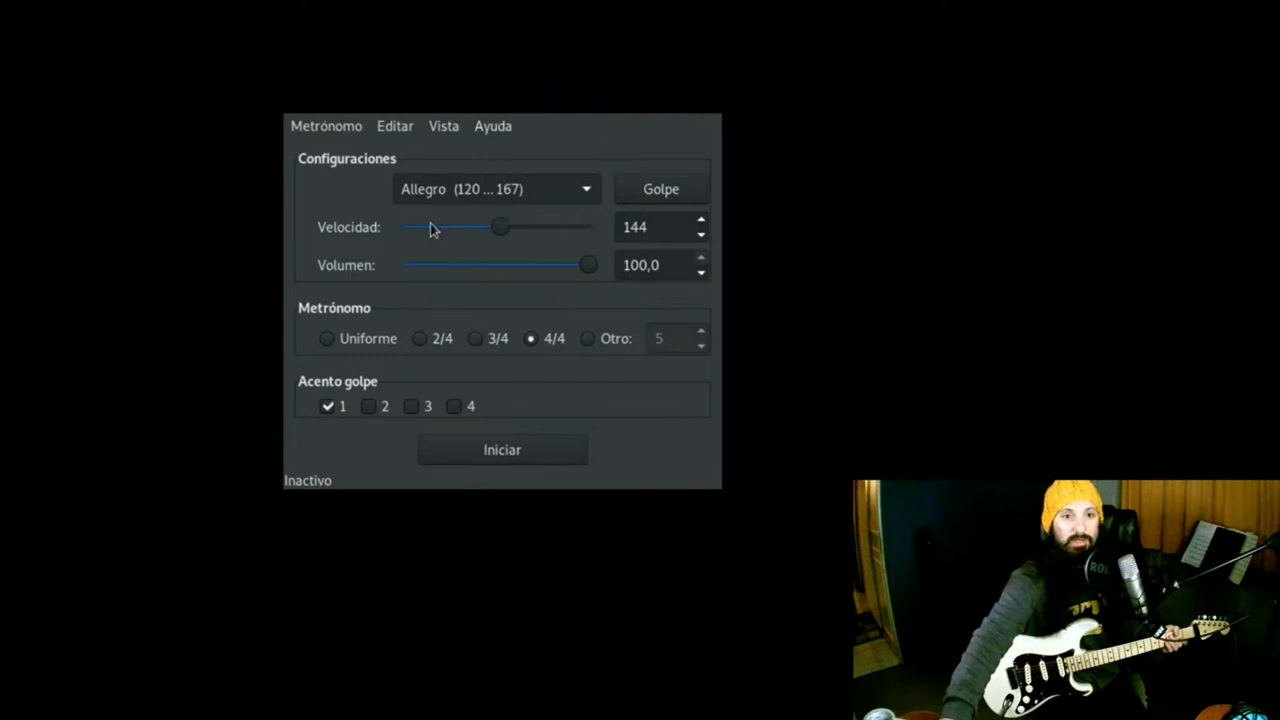 Metrónomo Editar Vista Ayuda
Configuraciones
Allegro (120 ... 167) Golpe
Velocidad: 144
Volumen: 100,0
Metrónomo
Uniforme 2/4 3/4 4/4 Otro: 5
Acento golpe
1 2 3 4
Iniciar
Inactivo